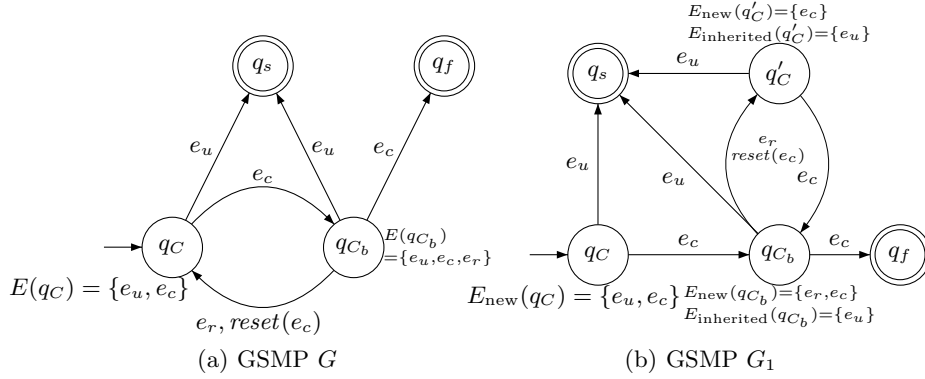 q_s
q_f
e_u
e_u
e_c
e_c
q_C
q_{C_b}
E(q_{C_b})
={e_u,e_c,e_r}
E(q_C) = {e_u, e_c}
e_r, reset(e_c)
(a) GSMP G
E_new(q'_C)={e_c}
E_inherited(q'_C)={e_u}
q_s
e_u
q'_C
e_r
reset(e_c)
e_u
e_u
e_c
q_C
e_c
q_{C_b}
e_c
q_f
E_new(q_C) = {e_u, e_c}
E_new(q_{C_b})={e_r,e_c}
E_inherited(q_{C_b})={e_u}
(b) GSMP G_1